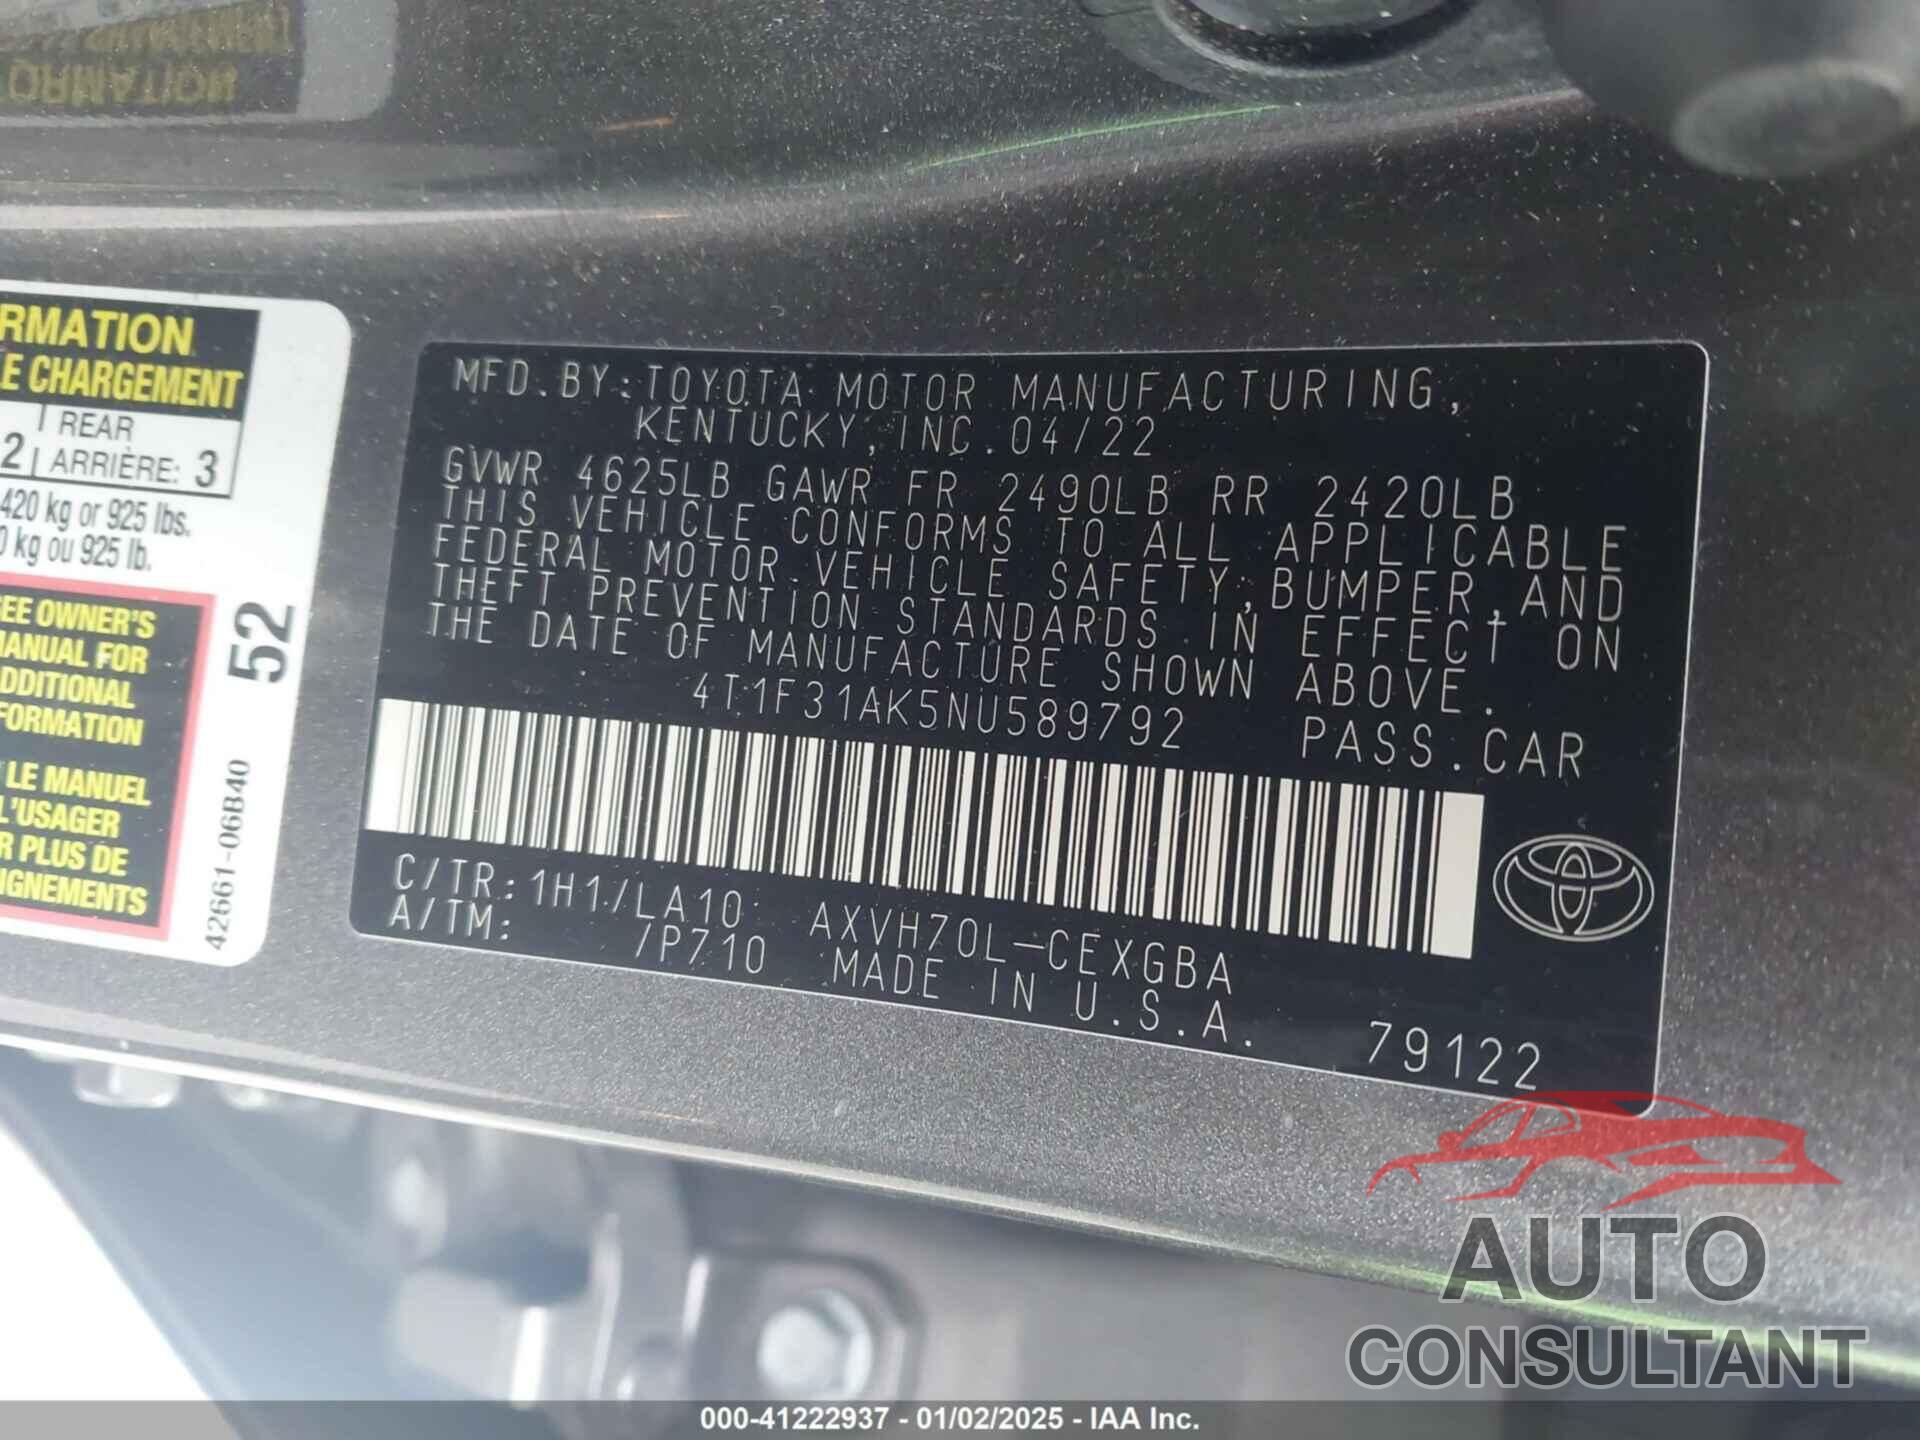 RMATION
LE CHARGEMENT
REAR
2 ARRIÈRE: 3
420 kg or 925 lbs.
0 kg ou 925 lb.
SEE OWNER'S
MANUAL FOR
ADDITIONAL
FORMATION
LE MANUEL
L'USAGER
R PLUS DE
IGNEMENTS
52
42661-06B40
MFD. BY: TOYOTA MOTOR MANUFACTURING,
KENTUCKY, INC. 04/22
GVWR 4625LB GAWR FR 2490LB RR 2420LB
THIS VEHICLE CONFORMS TO ALL APPLICABLE
FEDERAL MOTOR VEHICLE SAFETY, BUMPER, AND
THEFT PREVENTION STANDARDS IN EFFECT ON
THE DATE OF MANUFACTURE SHOWN ABOVE.
4T1F31AK5NU589792 PASS. CAR
C/TR: 1H1/LA10 AXVH70L-CEXGBA
A/TM: /P710 MADE IN U.S.A.
79122
AUTO
CONSULTANT
000-41222937 - 01/02/2025 - IAA Inc.